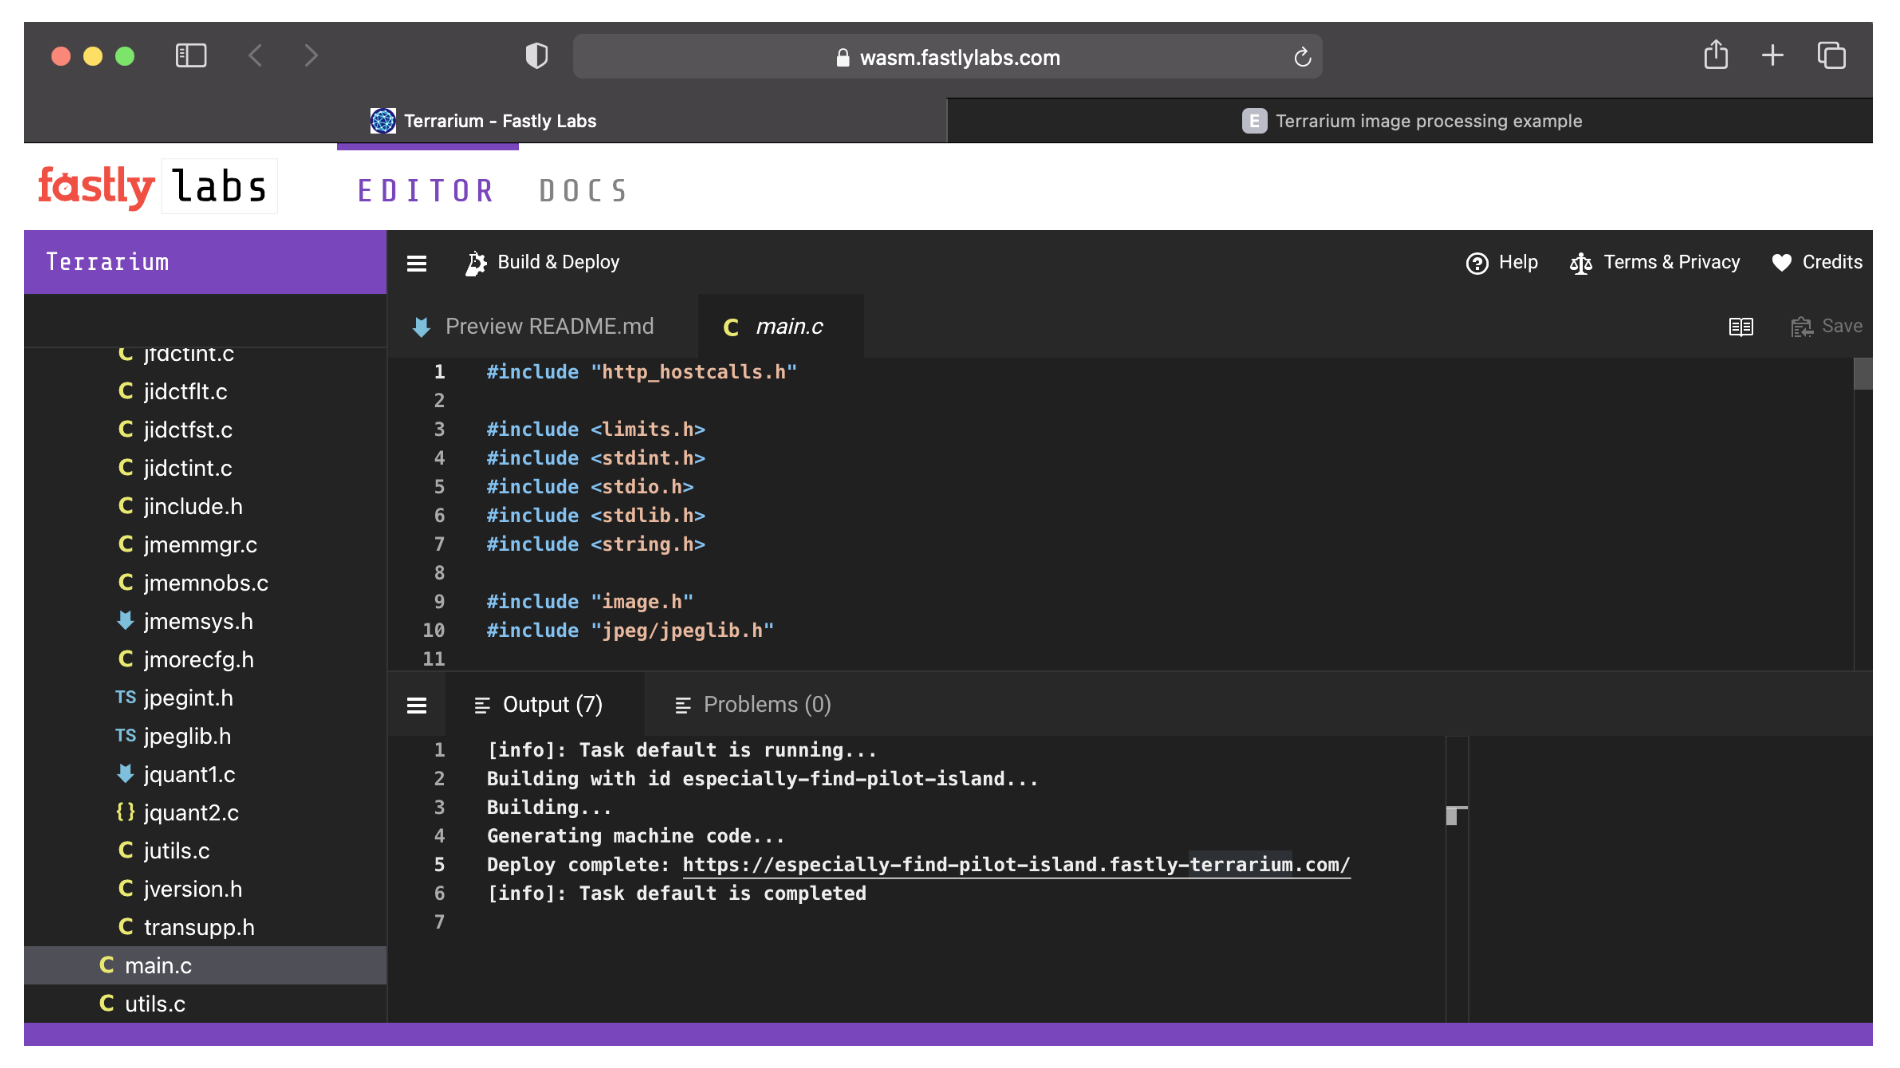 wasm.fastlylabs.com
Terrarium - Fastly Labs
E Terrarium image processing example
fastly labs EDITOR DOCS
Terrarium
Build & Deploy
Help Terms & Privacy Credits
Preview README.md
C main.c
Save
C jfdctint.c
C jidctflt.c
C jidctfst.c
C jidctint.c
C jinclude.h
C jmemmgr.c
C jmemnobs.c
jmemsys.h
C jmorecfg.h
TS jpegint.h
TS jpeglib.h
jquant1.c
{} jquant2.c
C jutils.c
C jversion.h
C transupp.h
C main.c
C utils.c
1 #include "http_hostcalls.h"
2
3 #include <limits.h>
4 #include <stdint.h>
5 #include <stdio.h>
6 #include <stdlib.h>
7 #include <string.h>
8
9 #include "image.h"
10 #include "jpeg/jpeglib.h"
11
Output (7) Problems (0)
1 [info]: Task default is running...
2 Building with id especially-find-pilot-island...
3 Building...
4 Generating machine code...
5 Deploy complete: https://especially-find-pilot-island.fastly-terrarium.com/
6 [info]: Task default is completed
7